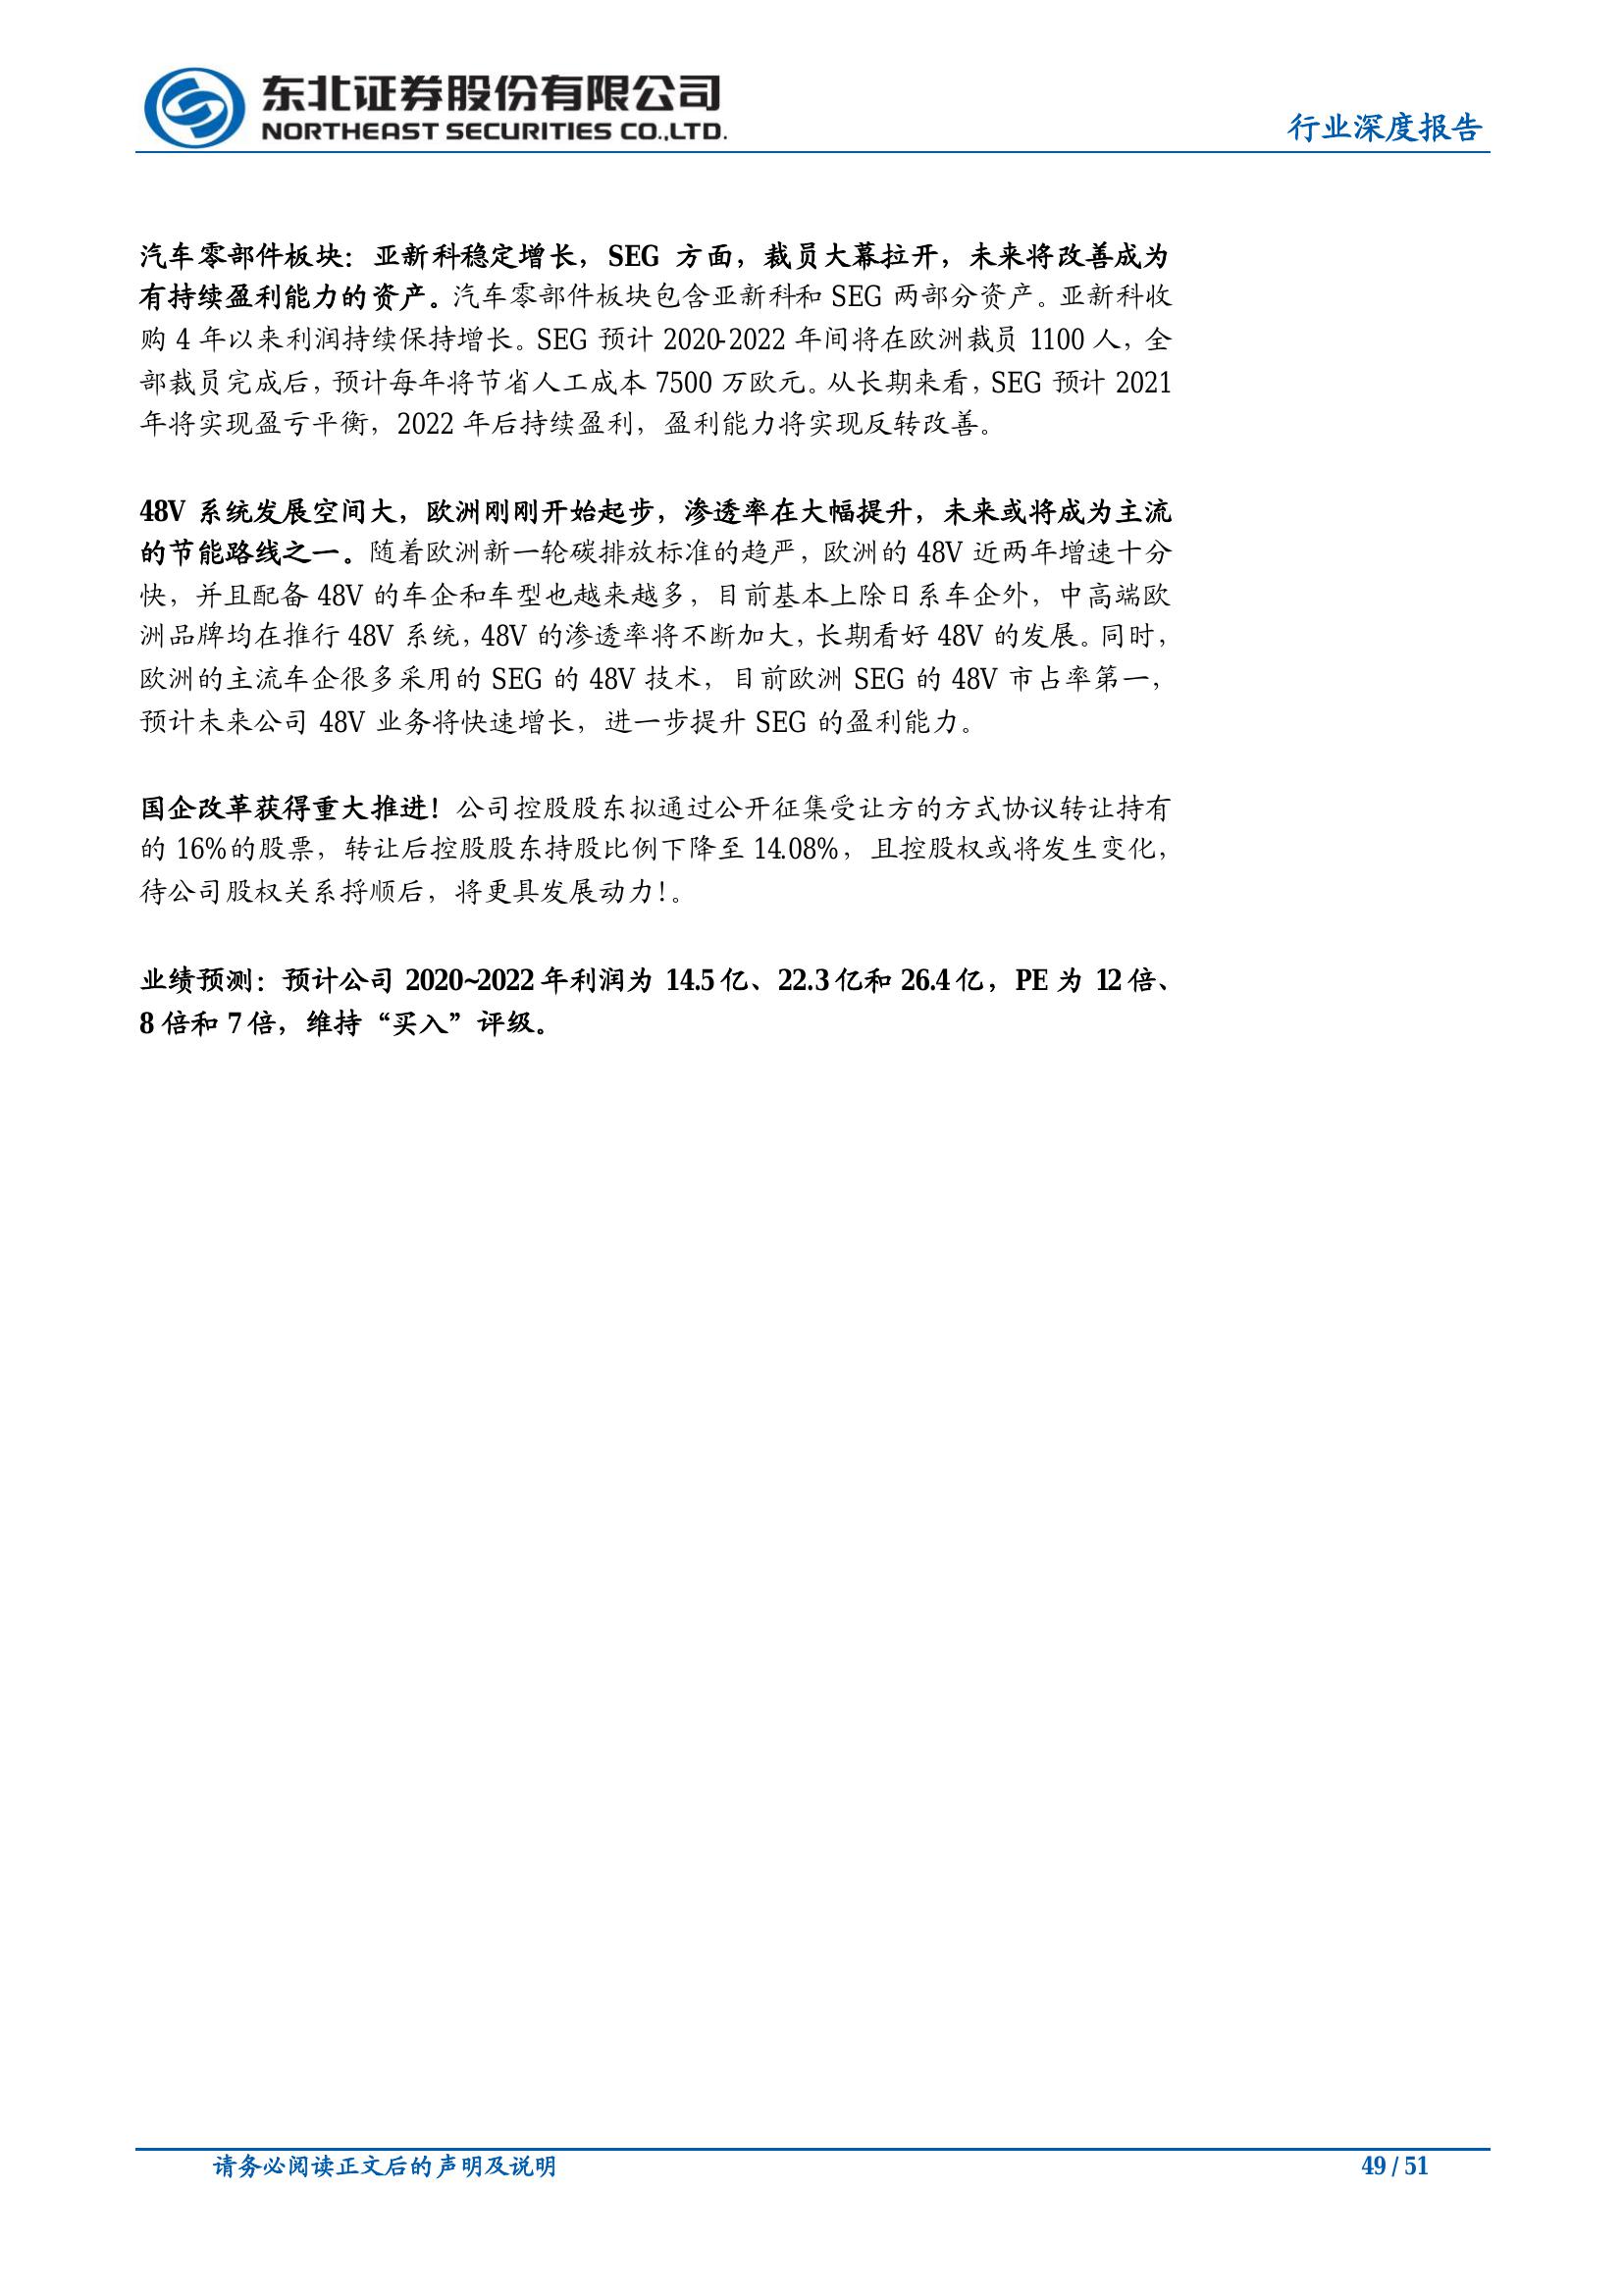 东北证券股份有限公司
NORTHEAST SECURITIES CO.,LTD.
行业深度报告
汽车零部件板块：亚新科稳定增长，SEG 方面，裁员大幕拉开，未来将改善成为
有持续盈利能力的资产。汽车零部件板块包含亚新科和 SEG 两部分资产。亚新科收
购 4 年以来利润持续保持增长。SEG 预计 2020-2022 年间将在欧洲裁员 1100 人，全
部裁员完成后，预计每年将节省人工成本 7500 万欧元。从长期来看，SEG 预计 2021
年将实现盈亏平衡，2022 年后持续盈利，盈利能力将实现反转改善。
48V 系统发展空间大，欧洲刚刚开始起步，渗透率在大幅提升，未来或将成为主流
的节能路线之一。随着欧洲新一轮碳排放标准的趋严，欧洲的 48V 近两年增速十分
快，并且配备 48V 的车企和车型也越来越多，目前基本上除日系车企外，中高端欧
洲品牌均在推行 48V 系统，48V 的渗透率将不断加大，长期看好 48V 的发展。同时，
欧洲的主流车企很多采用的 SEG 的 48V 技术，目前欧洲 SEG 的 48V 市占率第一，
预计未来公司 48V 业务将快速增长，进一步提升 SEG 的盈利能力。
国企改革获得重大推进！公司控股股东拟通过公开征集受让方的方式协议转让持有
的 16%的股票，转让后控股股东持股比例下降至 14.08%，且控股权或将发生变化，
待公司股权关系捋顺后，将更具发展动力！。
业绩预测：预计公司 2020~2022 年利润为 14.5 亿、22.3 亿和 26.4 亿，PE 为 12 倍、
8 倍和 7 倍，维持“买入”评级。
请务必阅读正文后的声明及说明
49 / 51